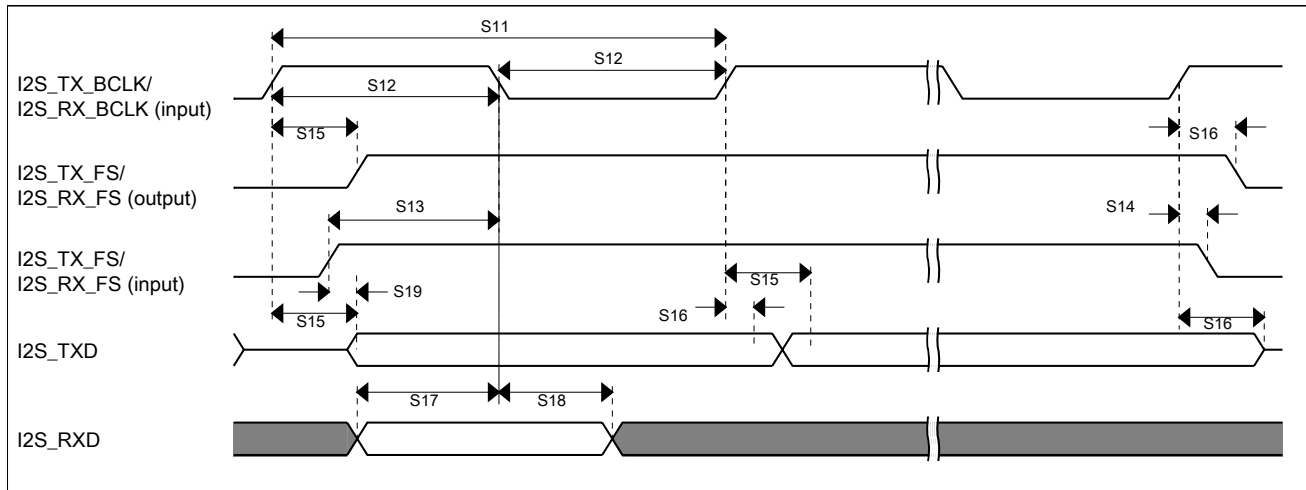 S11
I2S_TX_BCLK/
I2S_RX_BCLK (input)
S12
S12
S15
S16
I2S_TX_FS/
I2S_RX_FS (output)
S13
S14
I2S_TX_FS/
I2S_RX_FS (input)
S15
S19
S15
S16
S16
I2S_TXD
S17
S18
I2S_RXD